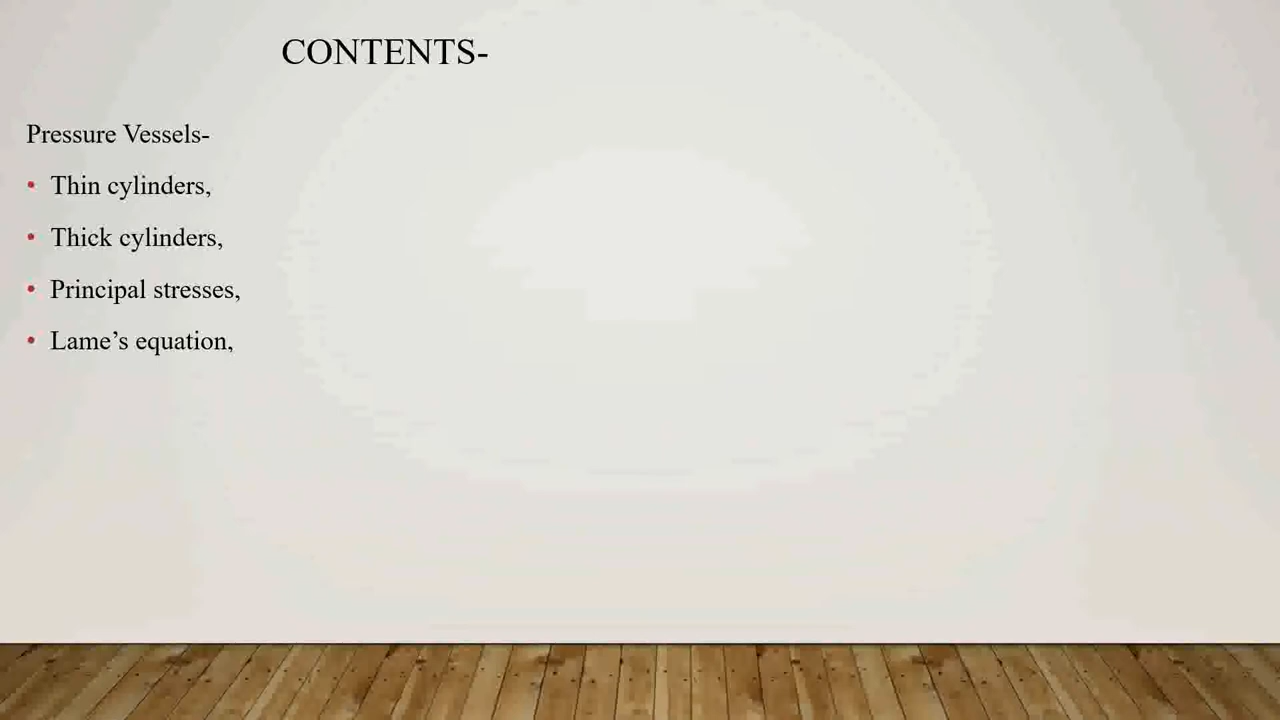 CONTENTS-
Pressure Vessels-
• Thin cylinders,
• Thick cylinders,
• Principal stresses,
• Lame’s equation,